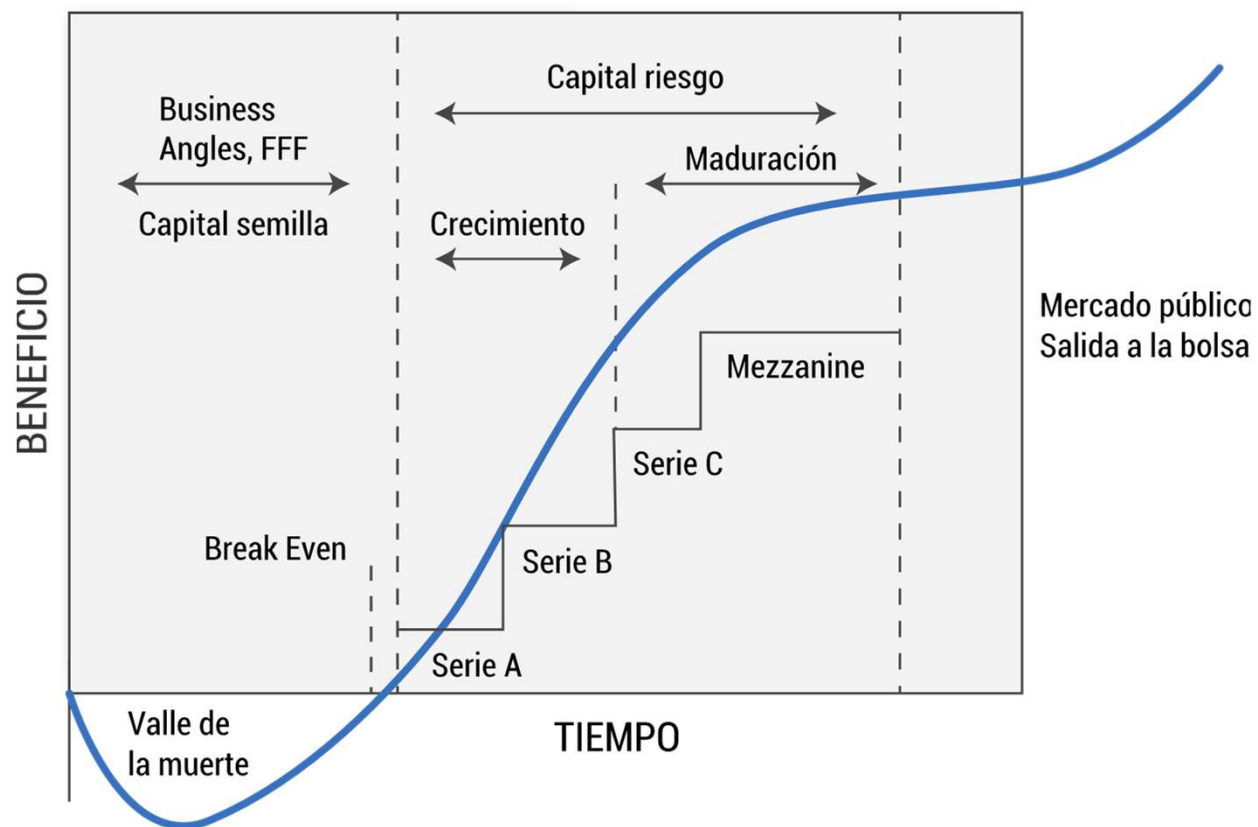 Capital riesgo
Business
Angles, FFF
Maduración
Capital semilla
Crecimiento
BENEFICIO
Mercado público
Salida a la bolsa
Mezzanine
Serie C
Break Even
Serie B
Serie A
Valle de
la muerte
TIEMPO